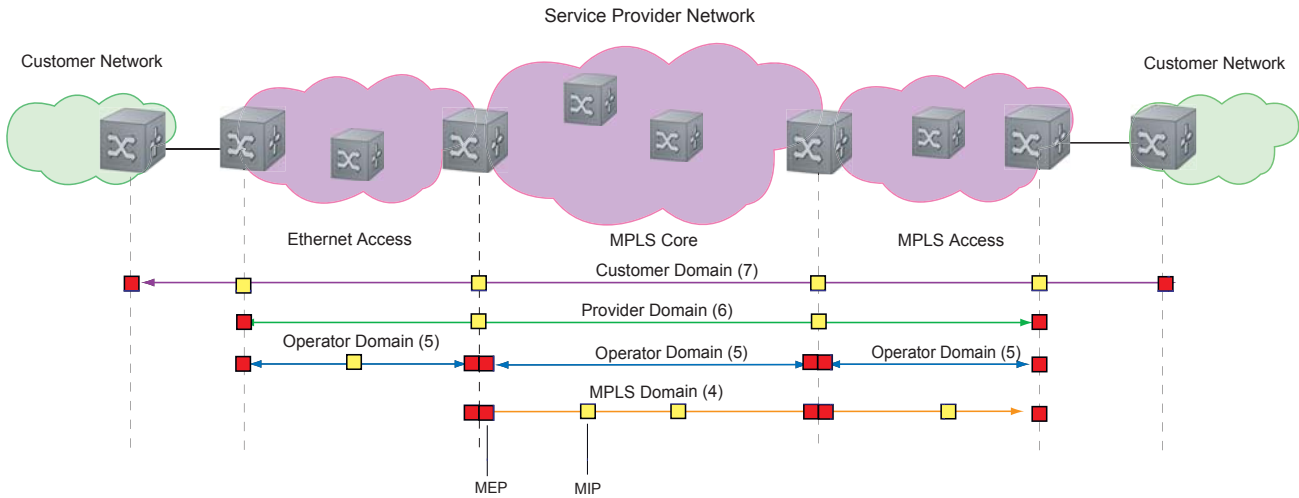 Service Provider Network
Customer Network
Customer Network
Ethernet Access
MPLS Core
MPLS Access
Customer Domain (7)
Provider Domain (6)
Operator Domain (5)
Operator Domain (5)
Operator Domain (5)
MPLS Domain (4)
MEP
MIP